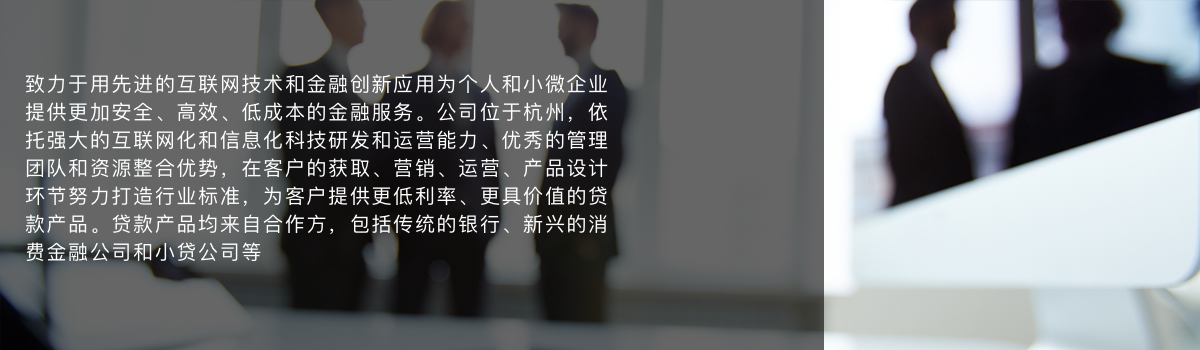 致力于用先进的互联网技术和金融创新应用为个人和小微企业
提供更加安全、高效、低成本的金融服务。公司位于杭州，依
托强大的互联网化和信息化科技研发和运营能力、优秀的管理
团队和资源整合优势，在客户的获取、营销、运营、产品设计
环节努力打造行业标准，为客户提供更低利率、更具价值的贷
款产品。贷款产品均来自合作方，包括传统的银行、新兴的消
费金融公司和小贷公司等